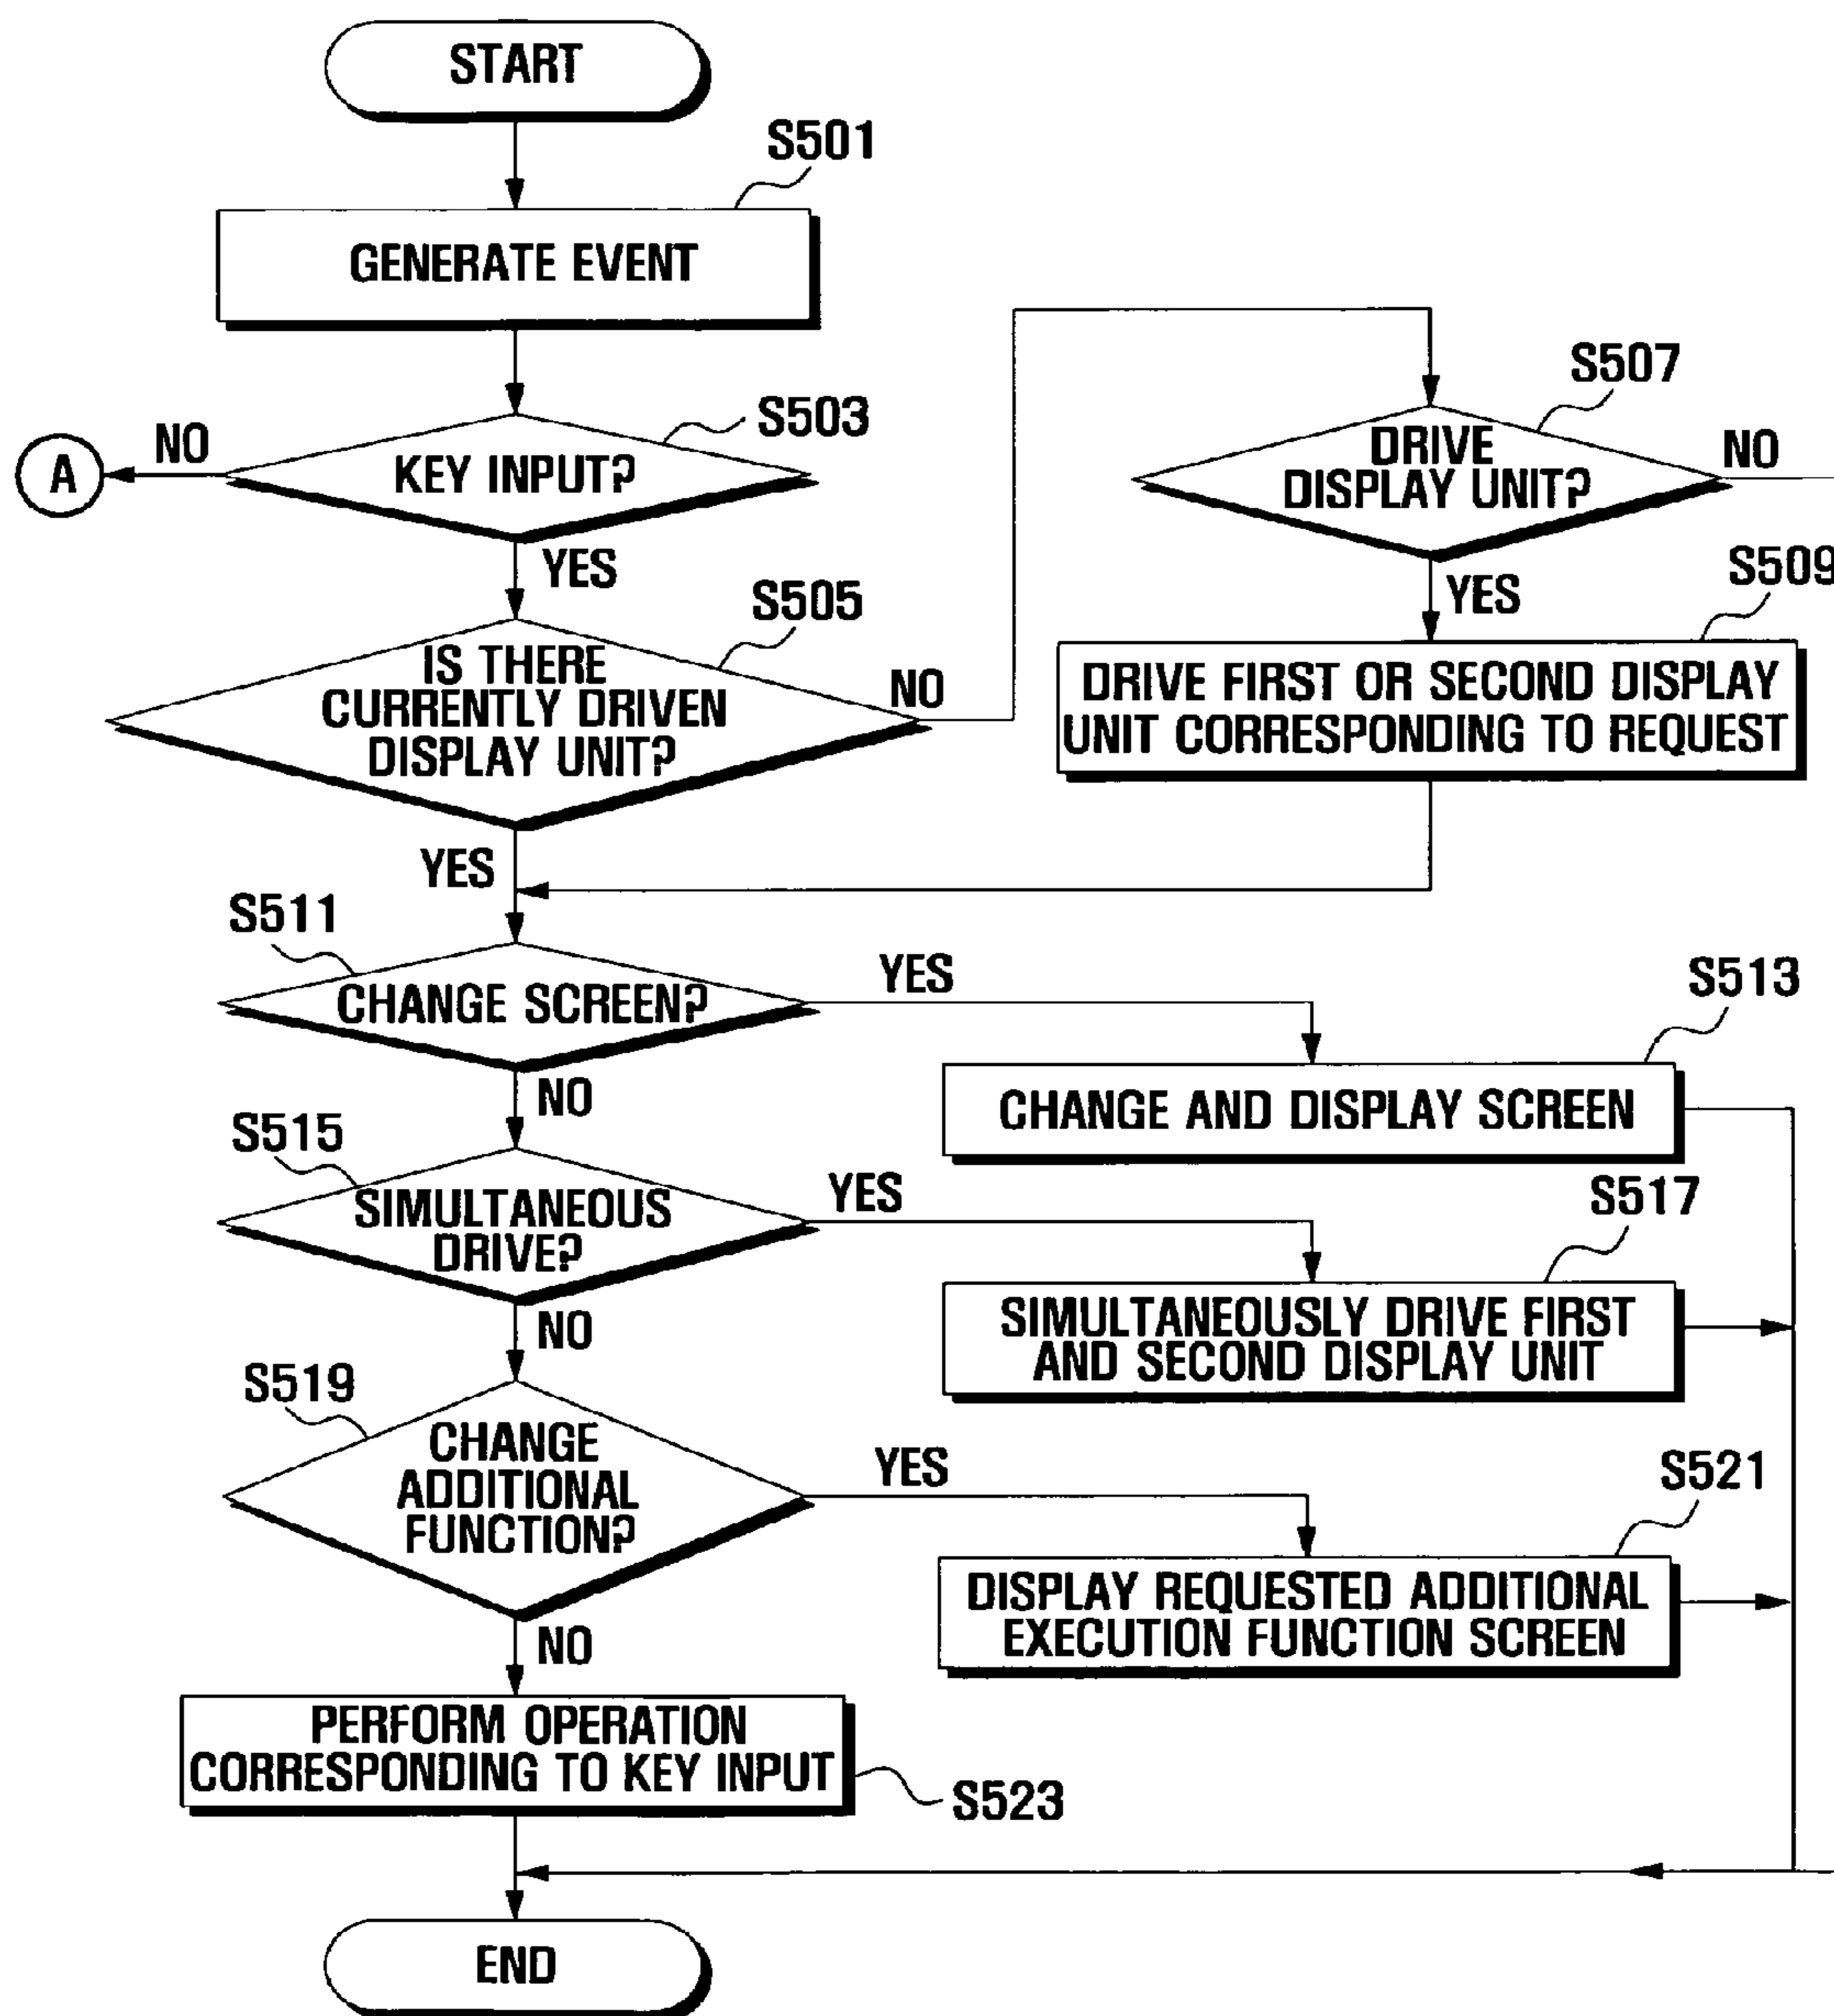 START
S501
GENERATE EVENT
S503
NO
A
KEY INPUT?
YES
S505
IS THERE
CURRENTLY DRIVEN
DISPLAY UNIT?
NO
YES
S507
DRIVE
DISPLAY UNIT?
NO
YES
S509
DRIVE FIRST OR SECOND DISPLAY
UNIT CORRESPONDING TO REQUEST
S511
CHANGE SCREEN?
YES
NO
S513
CHANGE AND DISPLAY SCREEN
S515
SIMULTANEOUS
DRIVE?
YES
NO
S517
SIMULTANEOUSLY DRIVE FIRST
AND SECOND DISPLAY UNIT
S519
CHANGE
ADDITIONAL
FUNCTION?
YES
NO
S521
DISPLAY REQUESTED ADDITIONAL
EXECUTION FUNCTION SCREEN
PERFORM OPERATION
CORRESPONDING TO KEY INPUT
S523
END